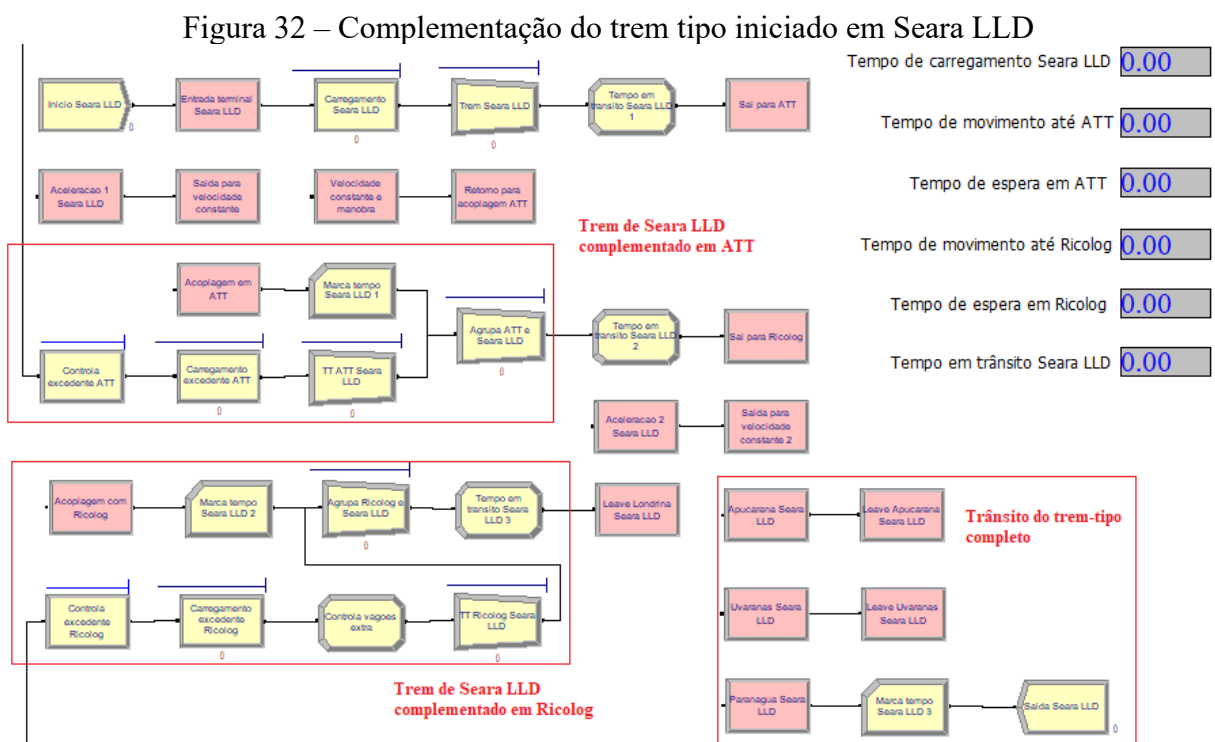 Figura 32 – Complementação do trem tipo iniciado em Seara LLD
Tempo de carregamento Seara LLD 0.00
Tempo de movimento até ATT 0.00
Tempo de espera em ATT 0.00
Tempo de movimento até Ricolog 0.00
Tempo de espera em Ricolog 0.00
Tempo em trânsito Seara LLD 0.00
Inicio Seara LLD
0
Entrada terminal
Seara LLD
Carregamento
Seara LLD
0
Trem Seara LLD
0
Tempo em
transito Seara LLD
1
Sai para ATT
Aceleracao 1
Seara LLD
Saida para
velocidade
constante
Velocidade
constante e
manobra
Retorno para
acoplagem ATT
Trem de Seara LLD
complementado em ATT
Acoplagem em
ATT
Marca tempo
Seara LLD 1
Agrupa ATT e
Seara LLD
0
Tempo em
transito Seara LLD
2
Sai para Ricolog
Controla
excedente ATT
Carregamento
excedente ATT
0
TT ATT Seara
LLD
0
Aceleracao 2
Seara LLD
Saida para
velocidade
constante 2
Acoplagem com
Ricolog
Marca tempo
Seara LLD 2
Agrupa Ricolog e
Seara LLD
0
Tempo em
transito Seara
LLD 3
Leave Londrina
Seara LLD
Controla
excedente
Ricolog
Carregamento
excedente
Ricolog
0
Controla vagoes
extra
TT Ricolog Seara
LLD
0
Trem de Seara LLD
complementado em Ricolog
Apucarana Seara
LLD
Leave Apucarana
Seara LLD
Trânsito do trem-tipo
completo
Uvaranas Seara
LLD
Leave Uvaranas
Seara LLD
Paranagua Seara
LLD
Marca tempo
Seara LLD 3
Saida Seara LLD
0